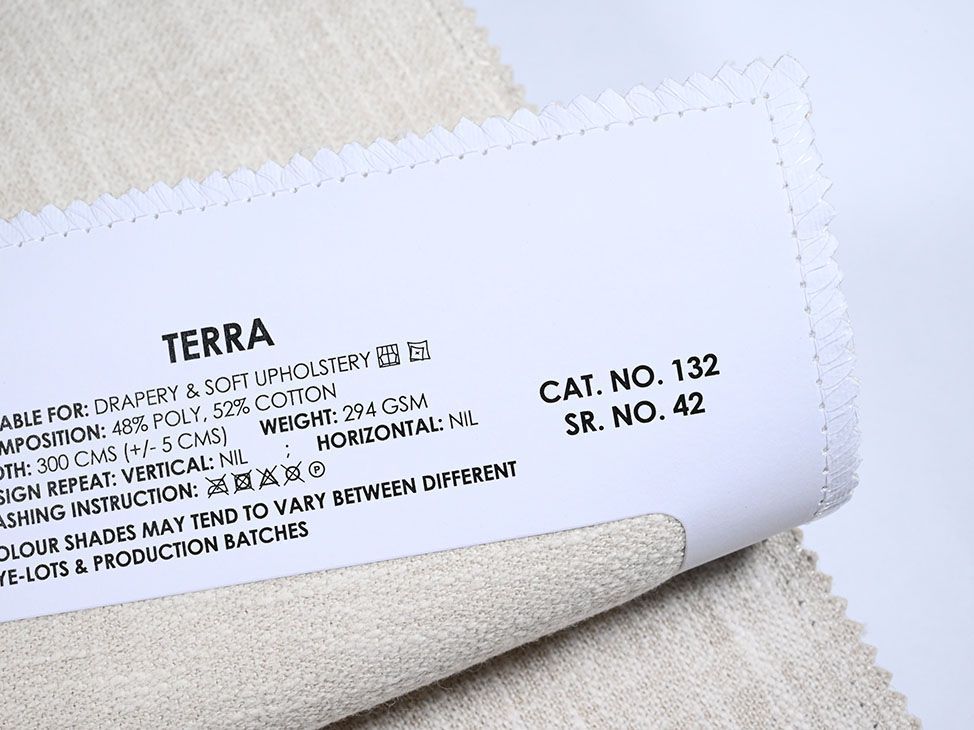 TERRA
ABLE FOR: DRAPERY & SOFT UPHOLSTERY
MPOSITION: 48% POLY, 52% COTTON WEIGHT: 294 GSM
DTH: 300 CMS (+/- 5 CMS) ; HORIZONTAL: NIL
SIGN REPEAT: VERTICAL: NIL
ASHING INSTRUCTION: P
OLOUR SHADES MAY TEND TO VARY BETWEEN DIFFERENT
YE-LOTS & PRODUCTION BATCHES
CAT. NO. 132
SR. NO. 42